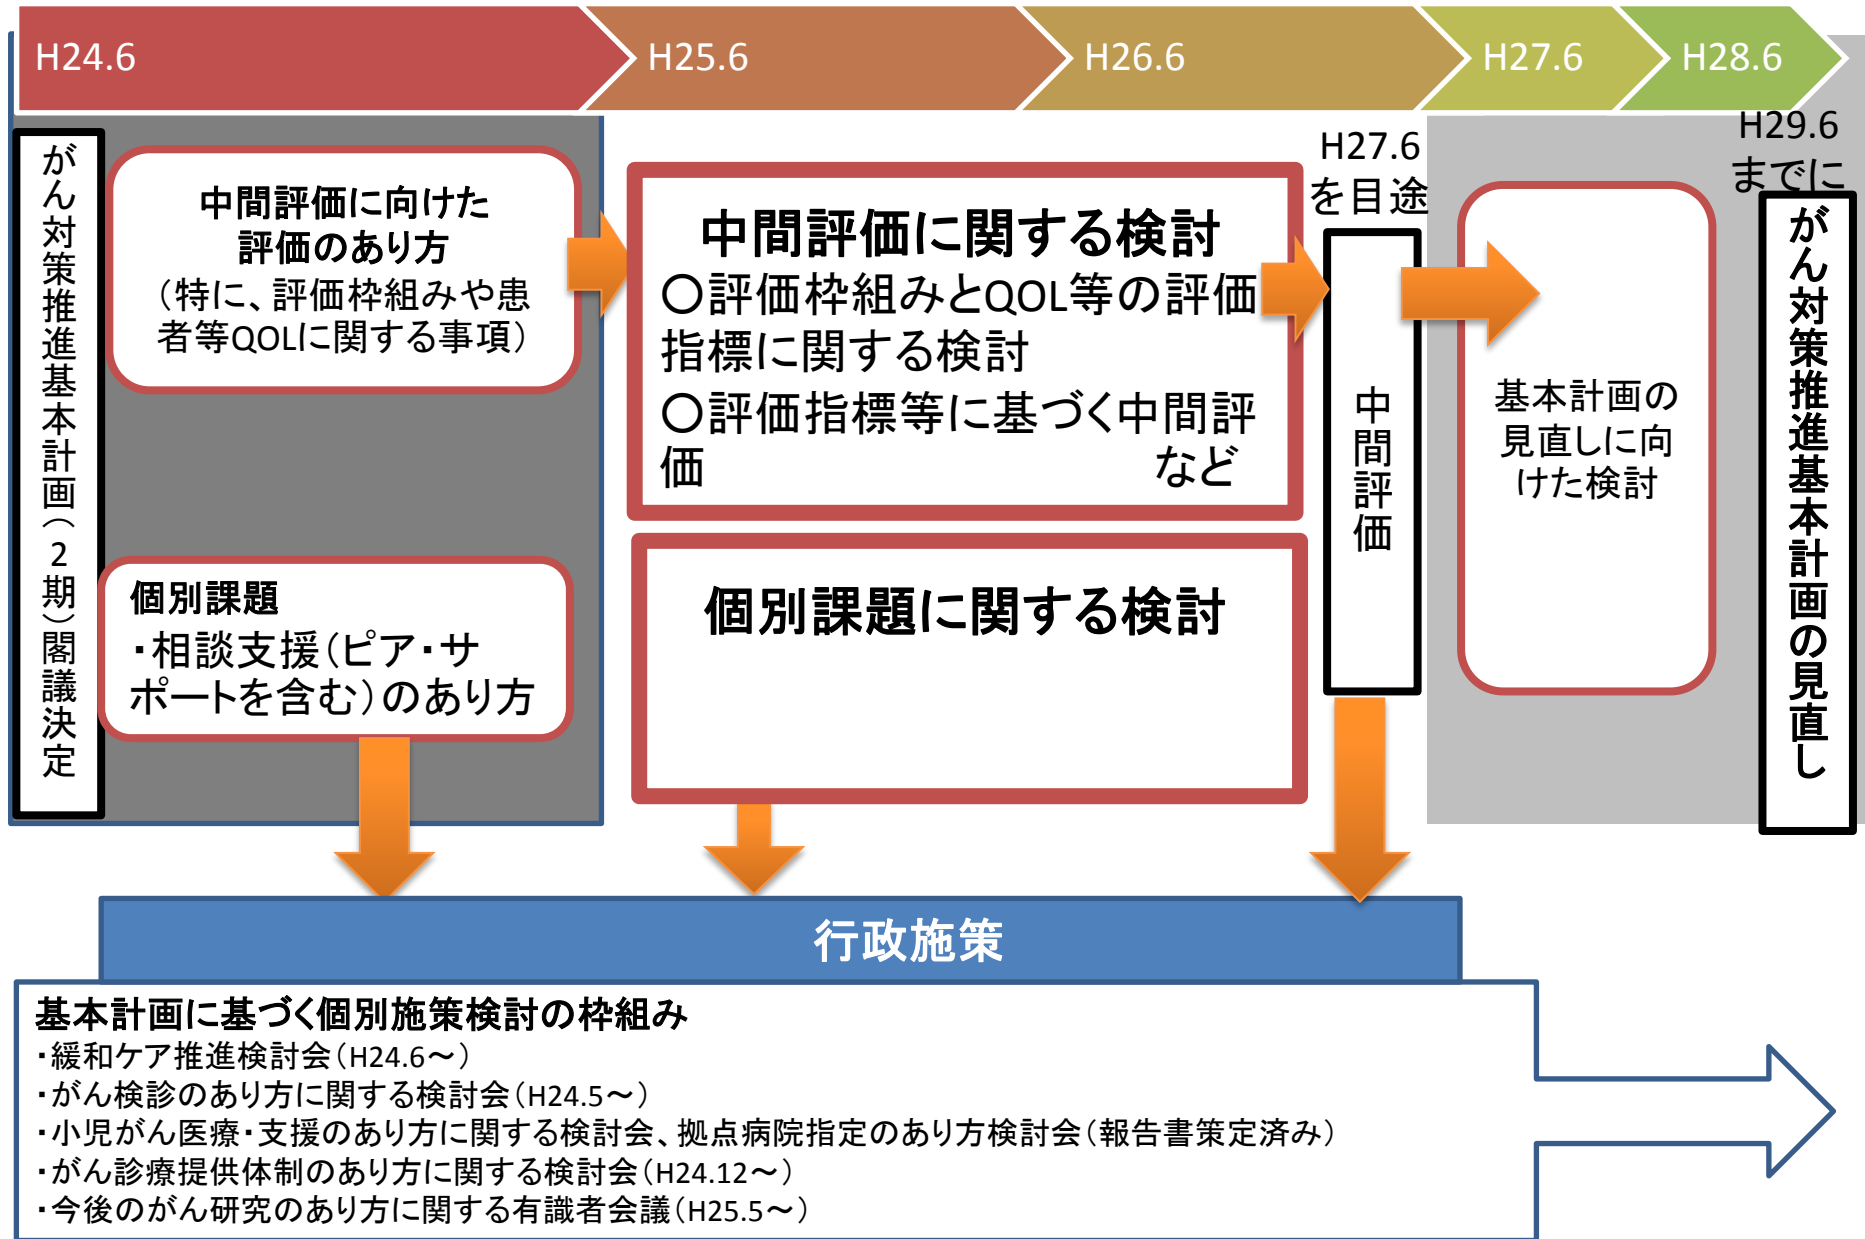 H24.6
H25.6
H26.6
H27.6
H28.6
がん対策推進基本計画（２期）閣議決定
中間評価に向けた
評価のあり方
（特に、評価枠組みや患
者等QOLに関する事項）
個別課題
・相談支援（ピア・サ
ポートを含む）のあり方
中間評価に関する検討
○評価枠組みとQOL等の評価
指標に関する検討
○評価指標等に基づく中間評
価 など
個別課題に関する検討
H27.6
を目途
中間評価
基本計画の
見直しに向
けた検討
H29.6
までに
がん対策推進基本計画の見直し
行政施策
基本計画に基づく個別施策検討の枠組み
・緩和ケア推進検討会（H24.6～）
・がん検診のあり方に関する検討会（H24.5～）
・小児がん医療・支援のあり方に関する検討会、拠点病院指定のあり方検討会（報告書策定済み）
・がん診療提供体制のあり方に関する検討会（H24.12～）
・今後のがん研究のあり方に関する有識者会議（H25.5～）